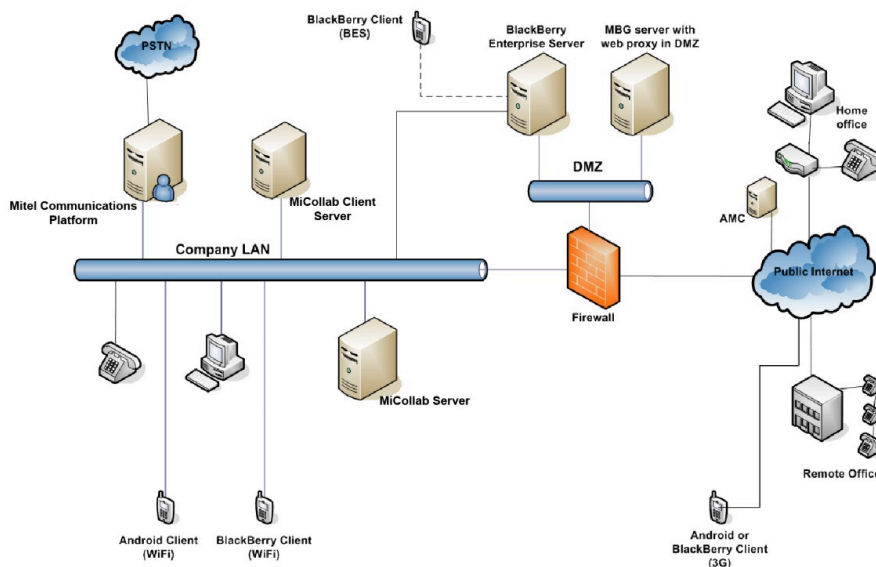 BlackBerry Client
(BES)
BlackBerry
Enterprise Server
MBG server with
web proxy in DMZ
PSTN
Home
office
DMZ
Mitel Communications
Platform
MiCollab Client
Server
AMC
Company LAN
Public Internet
Firewall
MiCollab Server
Remote Office
Android Client
(WiFi)
BlackBerry Client
(WiFi)
Android or
BlackBerry Client
(3G)